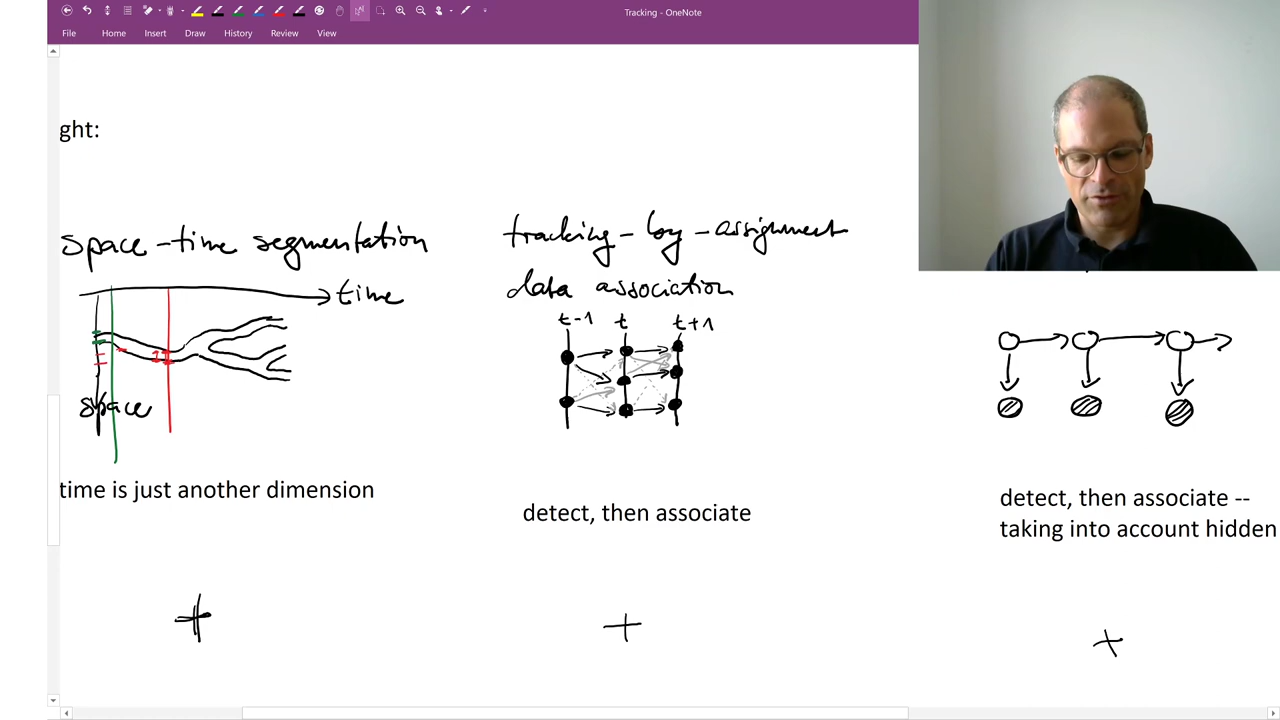 Tracking - OneNote
File Home Insert Draw History Review View
ght:
space-time segmentation
time
space
time is just another dimension
tracking-by-assignment
data association
t-1 t t+1
detect, then associate
detect, then associate --
taking into account hidden